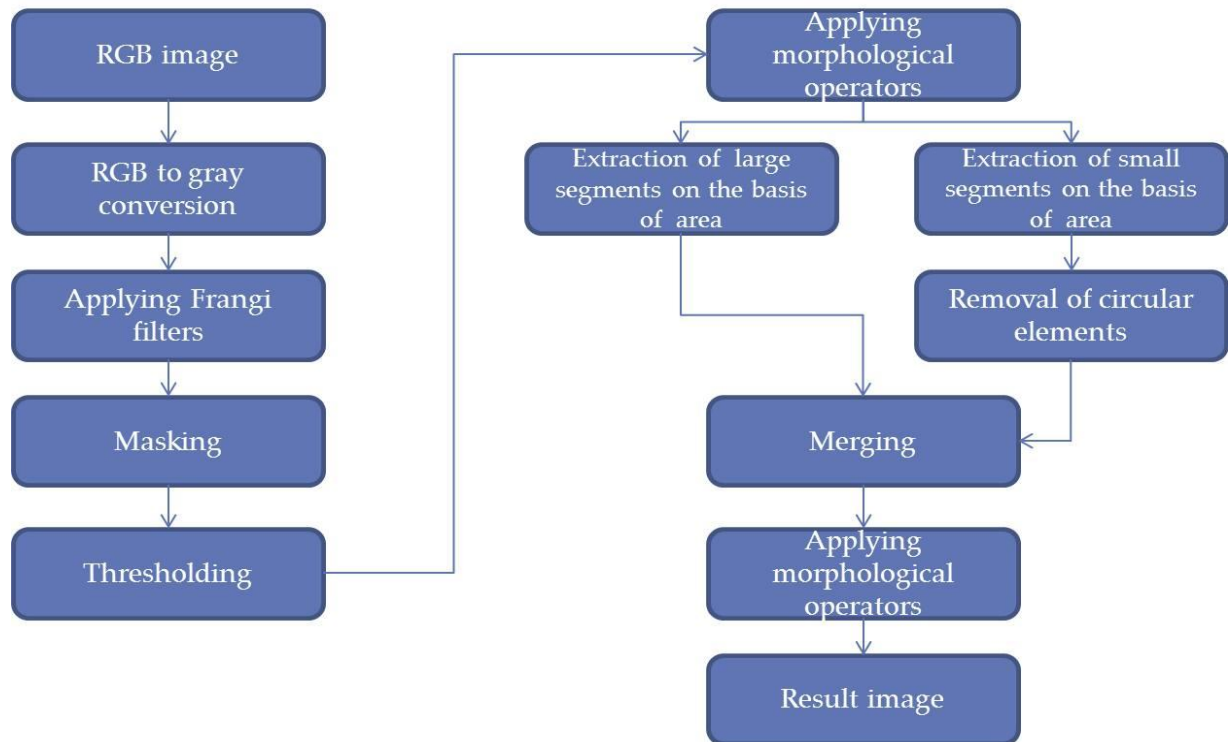 RGB image
RGB to gray
conversion
Applying Frangi
filters
Masking
Thresholding
Applying
morphological
operators
Extraction of large
segments on the basis
of area
Extraction of small
segments on the basis
of area
Removal of circular
elements
Merging
Applying
morphological
operators
Result image